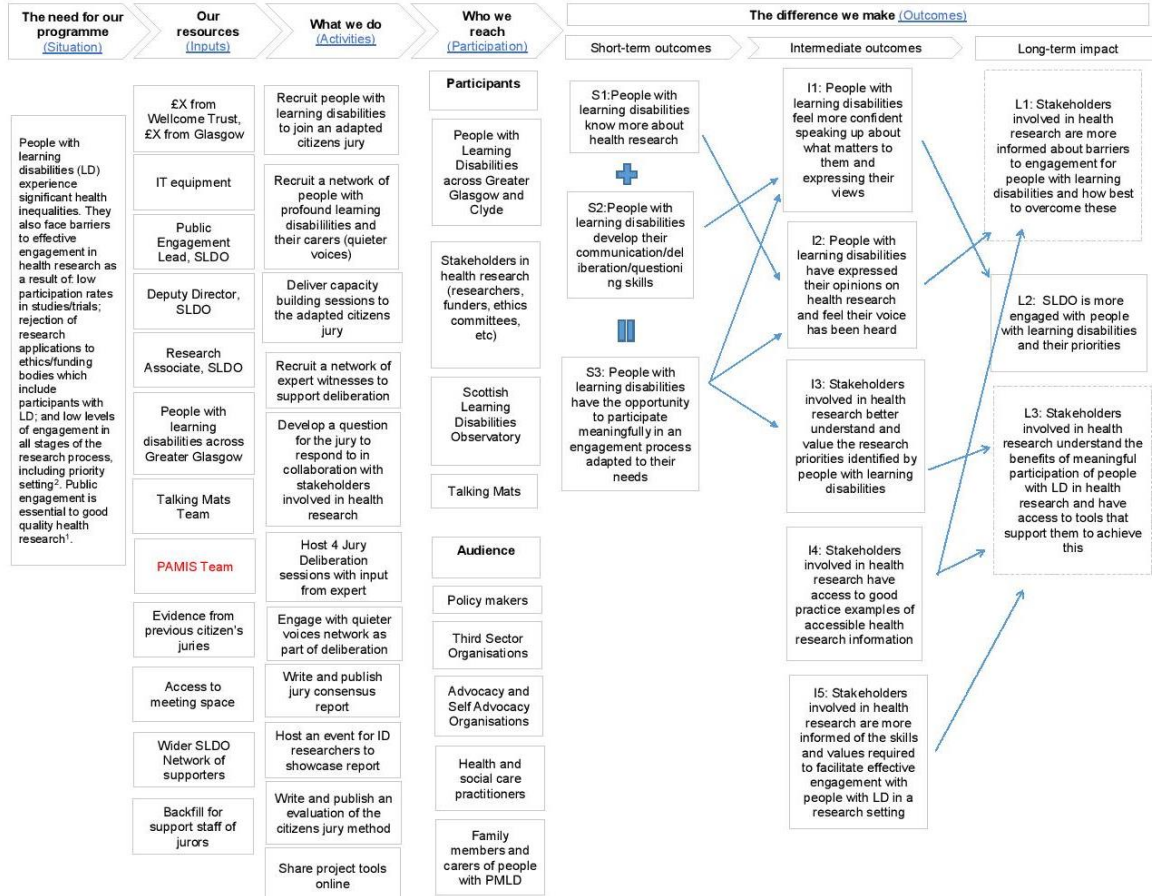 The need for our
programme
(Situation)
Our
resources
(Inputs)
What we do
(Activities)
Who we
reach
(Participation)
The difference we make (Outcomes)
Short-term outcomes
Intermediate outcomes
Long-term impact
People with
learning
disabilities (LD)
experience
significant health
inequalities. They
also face barriers
to effective
engagement in
health research as
a result of: low
participation rates
in studies/trials;
rejection of
research
applications to
ethics/funding
bodies which
include
participants with
LD; and low levels
of engagement in
all stages of the
research process,
including priority
setting². Public
engagement is
essential to good
quality health
research¹.
£X from
Wellcome Trust,
£X from Glasgow
IT equipment
Public
Engagement
Lead, SLDO
Deputy Director,
SLDO
Research
Associate, SLDO
People with
learning
disabilities across
Greater Glasgow
Talking Mats
Team
PAMIS Team
Evidence from
previous citizen's
juries
Access to
meeting space
Wider SLDO
Network of
supporters
Backfill for
support staff of
jurors
Recruit people with
learning disabilities
to join an adapted
citizens jury
Recruit a network of
people with
profound learning
disabililities and
their carers (quieter
voices)
Deliver capacity
building sessions to
the adapted citizens
jury
Recruit a network of
expert witnesses to
support deliberation
Develop a question
for the jury to
respond to in
collaboration with
stakeholders
involved in health
research
Host 4 Jury
Deliberation
sessions with input
from expert
Engage with quieter
voices network as
part of deliberation
Write and publish
jury consensus
report
Host an event for ID
researchers to
showcase report
Write and publish an
evaluation of the
citizens jury method
Share project tools
online
Participants
People with
Learning
Disabilities
across Greater
Glasgow and
Clyde
Stakeholders in
health research
(researchers,
funders, ethics
committees,
etc)
Scottish
Learning
Disabilities
Observatory
Talking Mats
Audience
Policy makers
Third Sector
Organisations
Advocacy and
Self Advocacy
Organisations
Health and
social care
practitioners
Family
members and
carers of people
with PMLD
S1:People with
learning disabilities
know more about
health research
S2:People with
learning disabilities
develop their
communication/del
iberation/questioni
ng skills
S3: People with
learning disabilities
have the opportunity
to participate
meaningfully in an
engagement process
adapted to their
needs
I1: People with
learning disabilities
feel more confident
speaking up about
what matters to
them and
expressing their
views
I2: People with
learning disabilities
have expressed
their opinions on
health research
and feel their voice
has been heard
I3: Stakeholders
involved in health
research better
understand and
value the research
priorities identified by
people with learning
disabilities
I4: Stakeholders
involved in health
research have
access to good
practice examples of
accessible health
research information
I5: Stakeholders
involved in health
research are more
informed of the skills
and values required
to facilitate effective
engagement with
people with LD in a
research setting
L1: Stakeholders
involved in health
research are more
informed about barriers
to engagement for
people with learning
disabilities and how best
to overcome these
L2: SLDO is more
engaged with people
with learning disabilities
and their priorities
L3: Stakeholders
involved in health
research understand the
benefits of meaningful
participation of people
with LD in health
research and have
access to tools that
support them to achieve
this